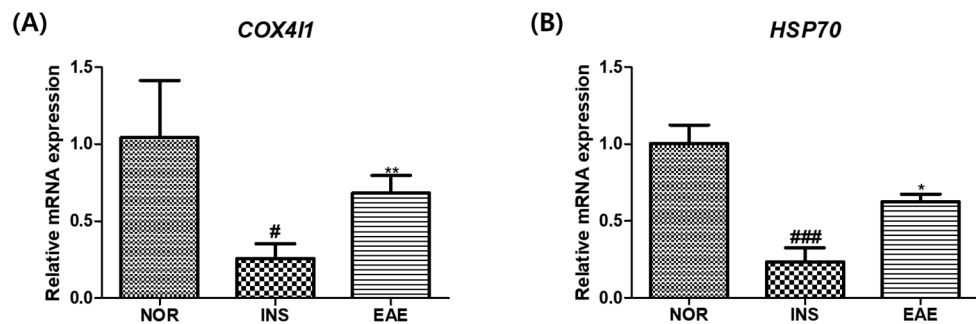 (A)
COX4I1
Relative mRNA expression
1.5
1.0
0.5
0.0
#
**
NOR INS EAE
(B)
HSP70
Relative mRNA expression
1.5
1.0
0.5
0.0
###
*
NOR INS EAE